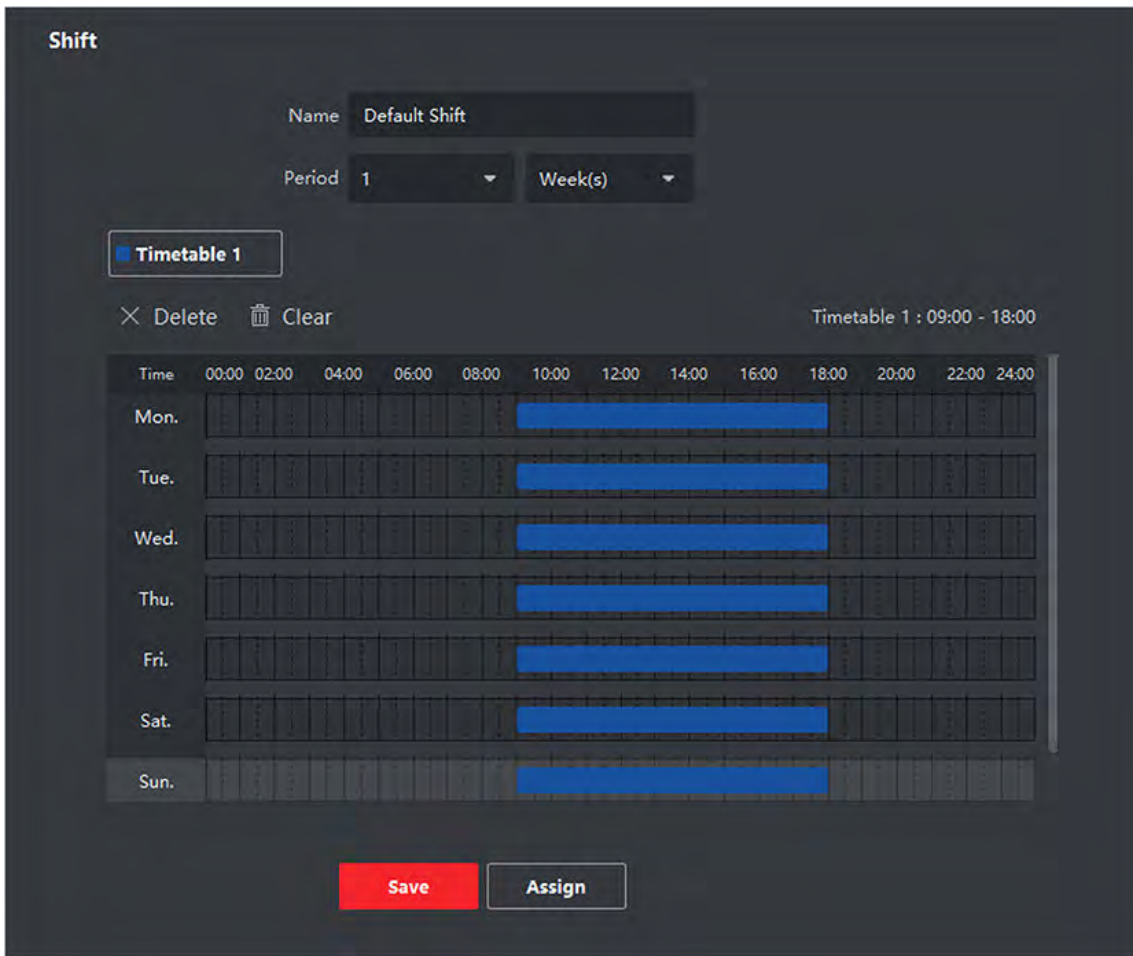 Shift
Name Default Shift
Period 1 Week(s)
Timetable 1
Delete Clear Timetable 1 : 09:00 - 18:00
Time 00:00 02:00 04:00 06:00 08:00 10:00 12:00 14:00 16:00 18:00 20:00 22:00 24:00
Mon.
Tue.
Wed.
Thu.
Fri.
Sat.
Sun.
Save Assign